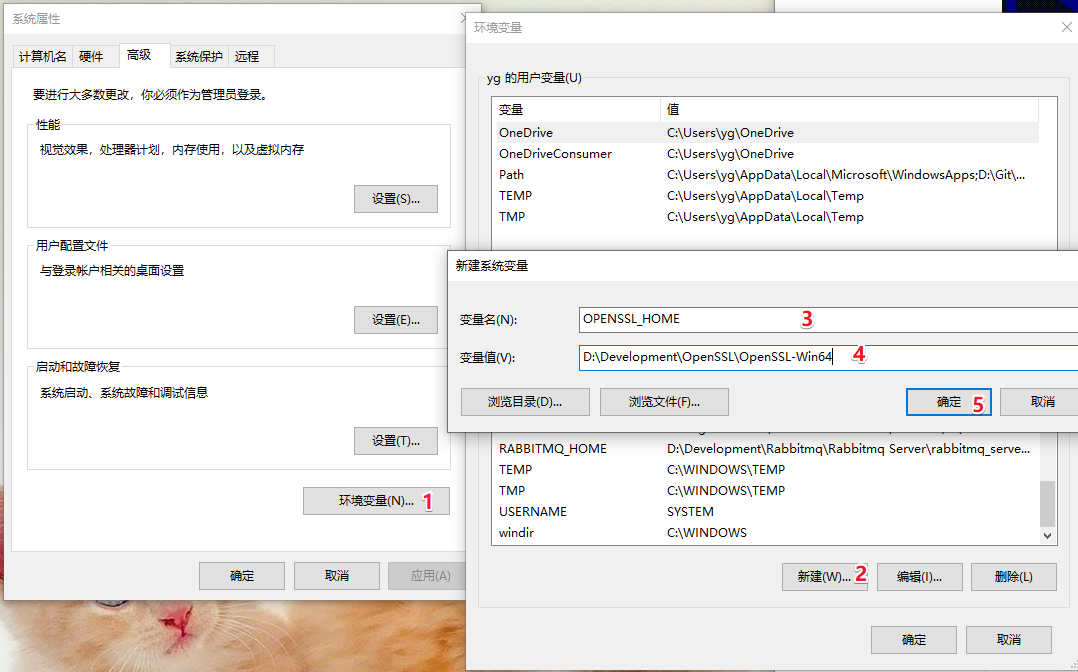 系统属性
计算机名 硬件 高级 系统保护 远程
要进行大多数更改，你必须作为管理员登录。
性能
视觉效果，处理器计划，内存使用，以及虚拟内存
设置(S)...
用户配置文件
与登录帐户相关的桌面设置
设置(E)...
启动和故障恢复
系统启动、系统故障和调试信息
设置(T)...
环境变量(N)... 1
确定 取消 应用(A)
环境变量
yg 的用户变量(U)
变量 值
OneDrive C:\Users\yg\OneDrive
OneDriveConsumer C:\Users\yg\OneDrive
Path C:\Users\yg\AppData\Local\Microsoft\WindowsApps;D:\Git\...
TEMP C:\Users\yg\AppData\Local\Temp
TMP C:\Users\yg\AppData\Local\Temp
新建系统变量
变量名(N): OPENSSL_HOME 3
变量值(V): D:\Development\OpenSSL\OpenSSL-Win64 4
浏览目录(D)... 浏览文件(F)... 确定 5 取消
RABBITMQ_HOME D:\Development\Rabbitmq\Rabbitmq Server\rabbitmq_serve...
TEMP C:\WINDOWS\TEMP
TMP C:\WINDOWS\TEMP
USERNAME SYSTEM
windir C:\WINDOWS
新建(W)... 2 编辑(I)... 删除(L)
确定 取消